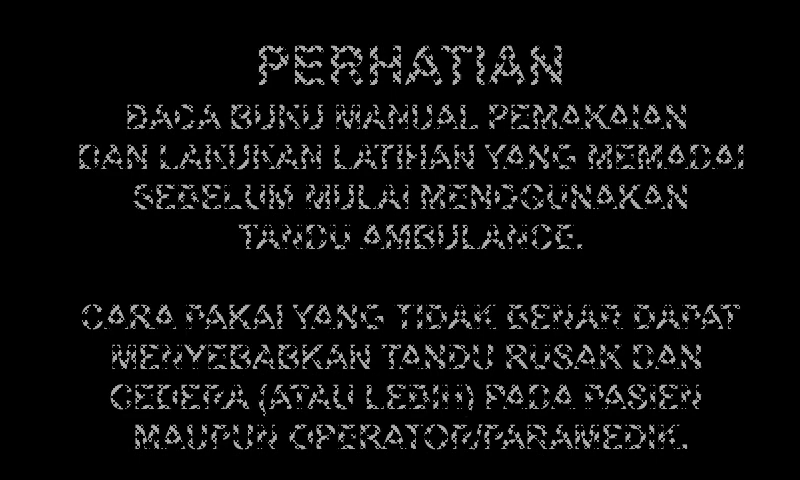 PERHATIAN
BACA BUKU MANUAL PEMAKAIAN
DAN LAKUKAN LATIHAN YANG MEMADAI
SEBELUM MULAI MENGGUNAKAN
TANDU AMBULANCE.
CARA PAKAI YANG TIDAK BENAR DAPAT
MENYEBABKAN TANDU RUSAK DAN
CEDERA (ATAU LEBIH) PADA PASIEN
MAUPUN OPERATOR/PARAMEDIK.